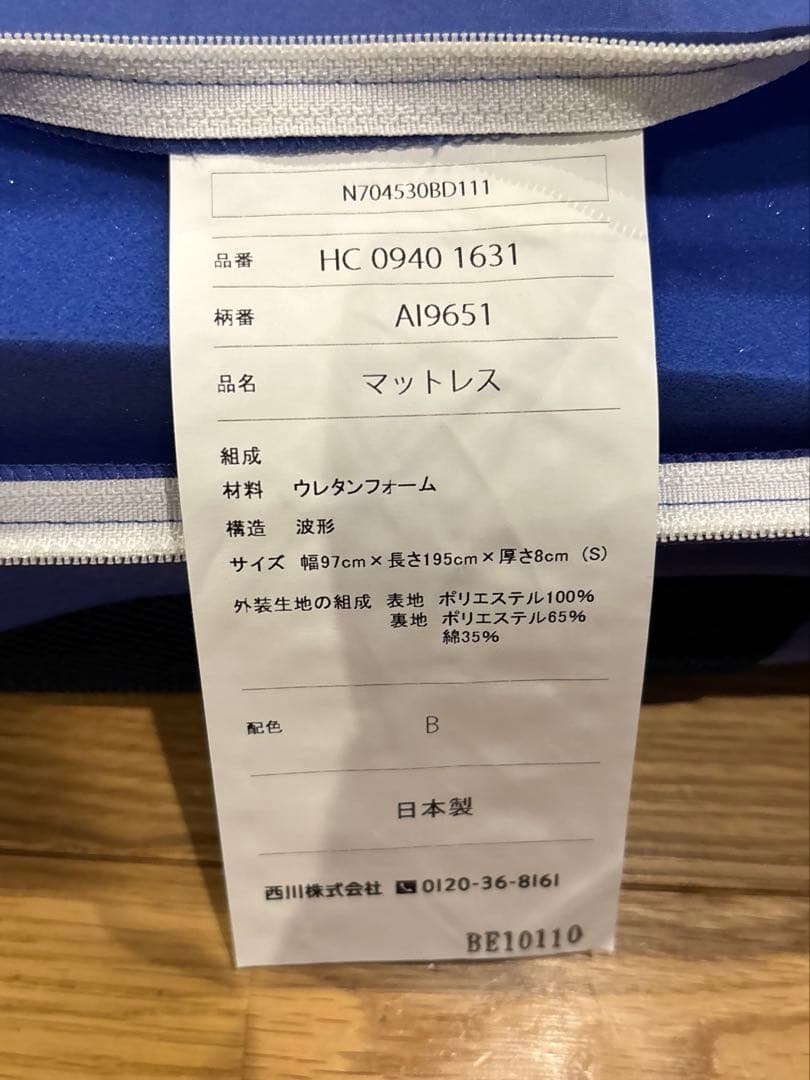 N704530BD111
品番 HC 0940 1631
柄番 AI9651
品名 マットレス
組成
材料 ウレタンフォーム
構造 波形
サイズ 幅97cm×長さ195cm×厚さ8cm (S)
外装生地の組成 表地 ポリエステル100%
裏地 ポリエステル65%
綿35%
配色 B
日本製
西川株式会社 0120-36-8161
BE10110